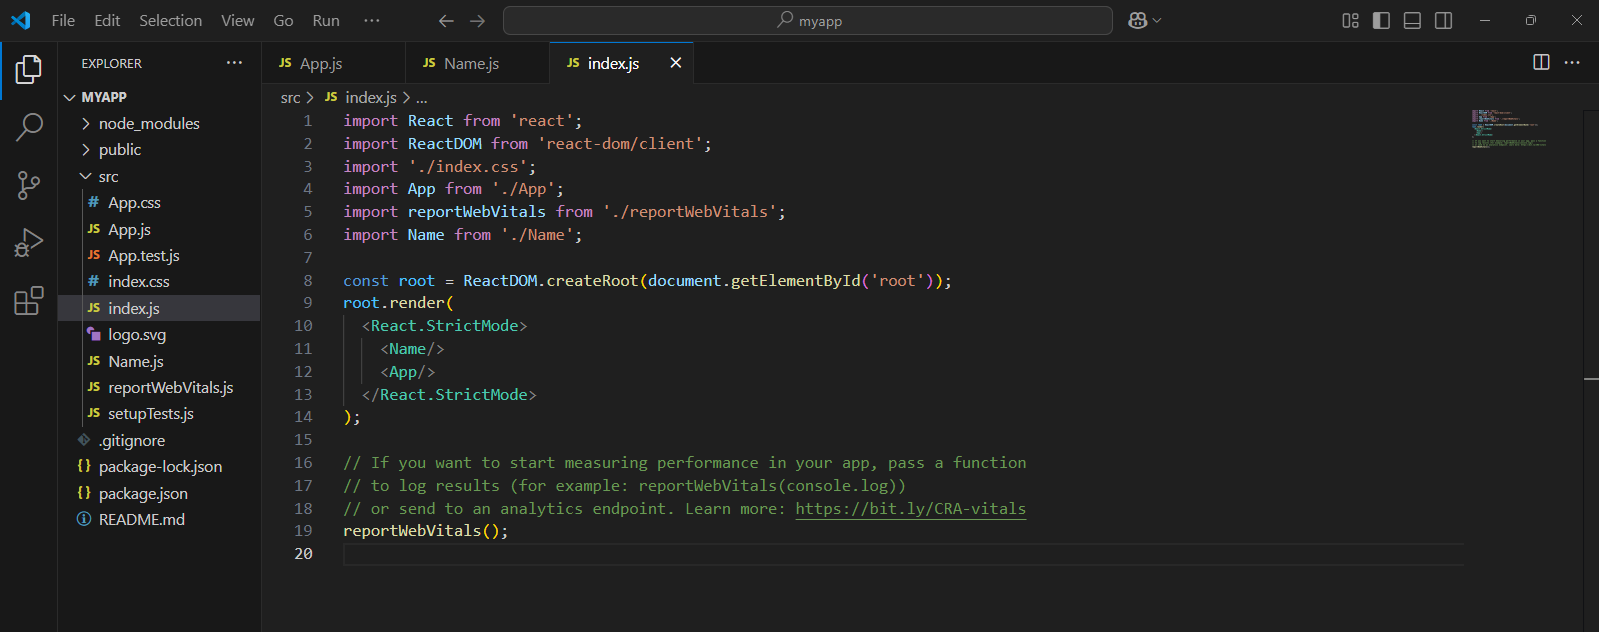 File Edit Selection View Go Run ···
myapp
EXPLORER ···
MYAPP
node_modules
public
src
# App.css
JS App.js
JS App.test.js
# index.css
JS index.js
logo.svg
JS Name.js
JS reportWebVitals.js
JS setupTests.js
.gitignore
{} package-lock.json
{} package.json
README.md
JS App.js JS Name.js JS index.js ×
src > JS index.js > ...
1 import React from 'react';
2 import ReactDOM from 'react-dom/client';
3 import './index.css';
4 import App from './App';
5 import reportWebVitals from './reportWebVitals';
6 import Name from './Name';
7
8 const root = ReactDOM.createRoot(document.getElementById('root'));
9 root.render(
10 <React.StrictMode>
11 <Name/>
12 <App/>
13 </React.StrictMode>
14 );
15
16 // If you want to start measuring performance in your app, pass a function
17 // to log results (for example: reportWebVitals(console.log))
18 // or send to an analytics endpoint. Learn more: https://bit.ly/CRA-vitals
19 reportWebVitals();
20